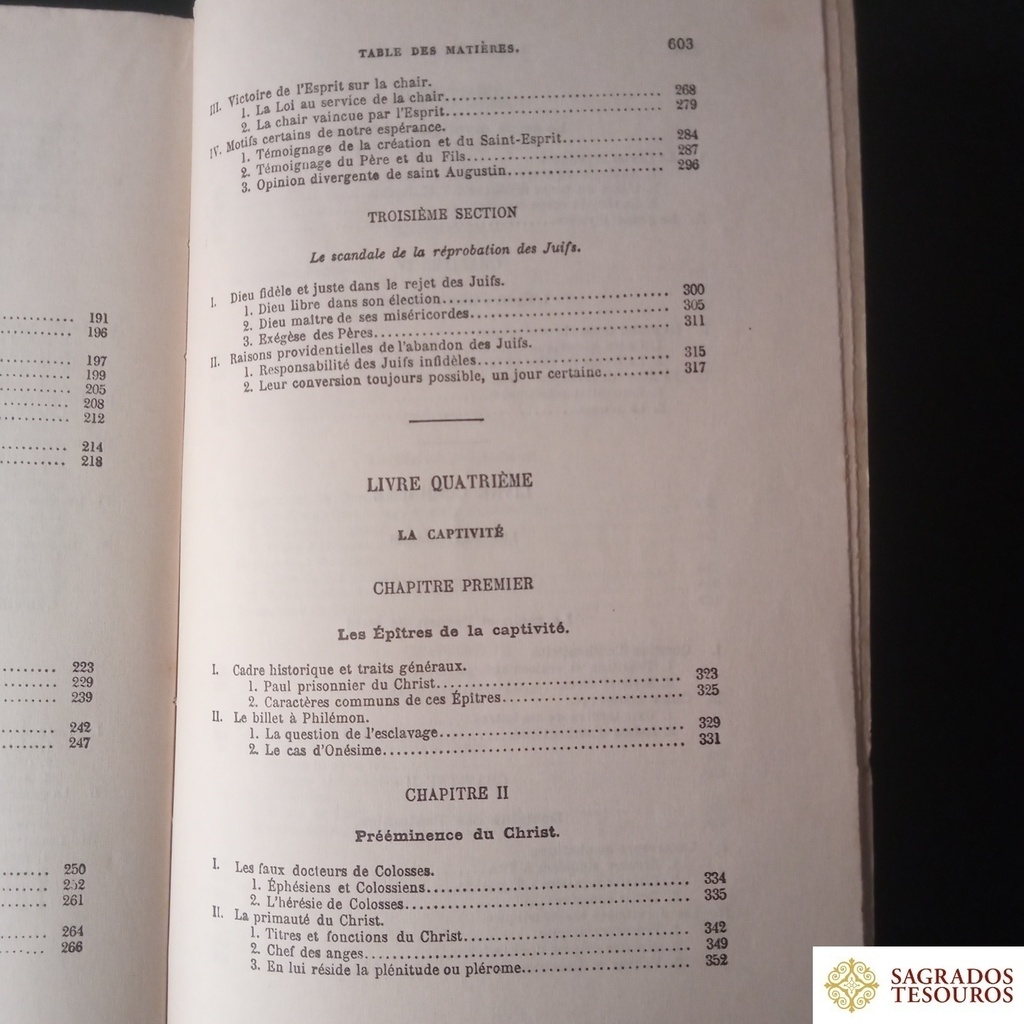 191
196
197
199
205
208
212
214
218
223
229
239
242
247
250
252
261
264
266
TABLE DES MATIÈRES. 603
III. Victoire de l'Esprit sur la chair.
1. La Loi au service de la chair 268
2. La chair vaincue par l'Esprit 279
IV. Motifs certains de notre espérance.
1. Témoignage de la création et du Saint-Esprit 284
2. Témoignage du Père et du Fils 287
3. Opinion divergente de saint Augustin 296
TROISIÈME SECTION
Le scandale de la réprobation des Juifs.
I. Dieu fidèle et juste dans le rejet des Juifs.
1. Dieu libre dans son élection 300
2. Dieu maître de ses miséricordes 305
3. Exégèse des Pères 311
II. Raisons providentielles de l'abandon des Juifs.
1. Responsabilité des Juifs infidèles 315
2. Leur conversion toujours possible, un jour certaine 317
LIVRE QUATRIÈME
LA CAPTIVITÉ
CHAPITRE PREMIER
Les Épîtres de la captivité.
I. Cadre historique et traits généraux.
1. Paul prisonnier du Christ 323
2. Caractères communs de ces Épîtres 325
II. Le billet à Philémon.
1. La question de l'esclavage 329
2. Le cas d'Onésime 331
CHAPITRE II
Prééminence du Christ.
I. Les faux docteurs de Colosses.
1. Éphésiens et Colossiens 334
2. L'hérésie de Colosses 335
II. La primauté du Christ.
1. Titres et fonctions du Christ 342
2. Chef des anges 349
3. En lui réside la plénitude ou plérome 352
SAGRADOS
TESOUROS